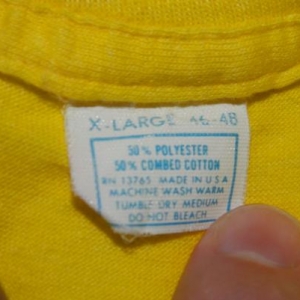 X-LARGE 46-48
50% POLYESTER
50% COMBED COTTON
RN 13765 MADE IN U.S.A
MACHINE WASH WARM
TUMBLE DRY MEDIUM
DO NOT BLEACH